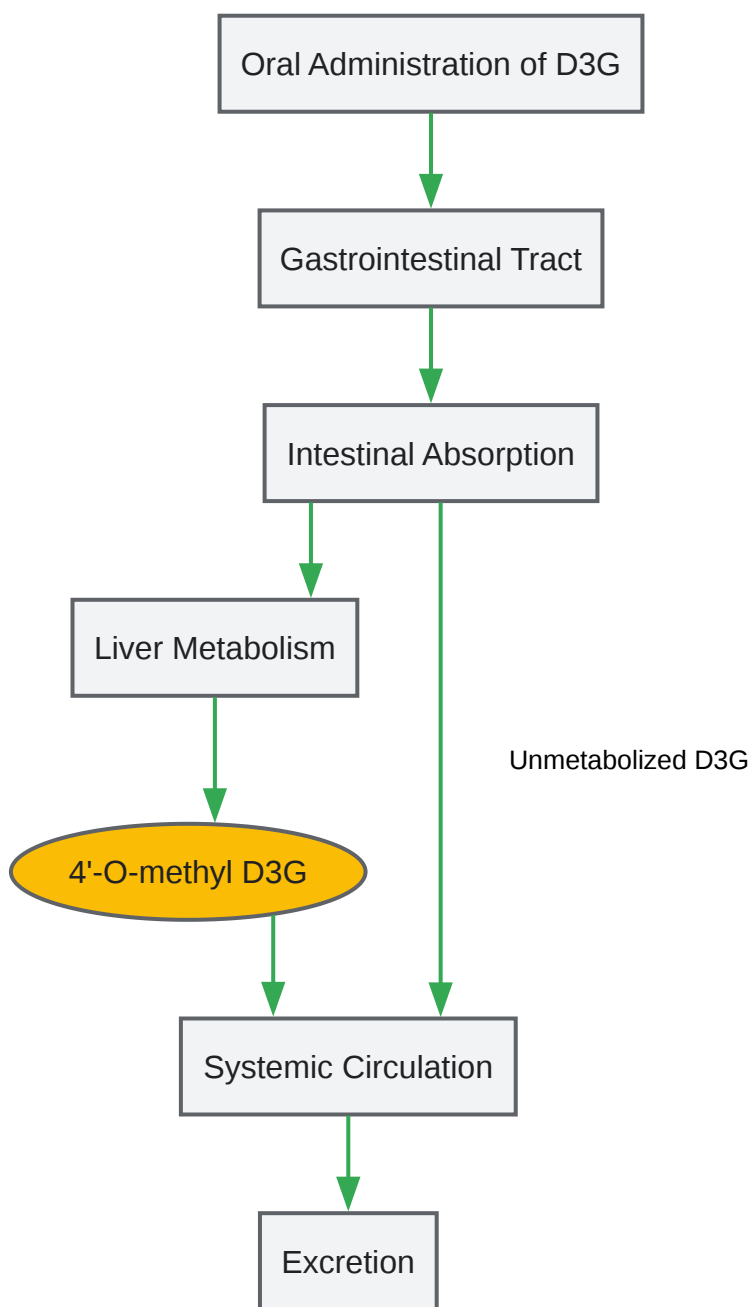 Oral Administration of D3G
Gastrointestinal Tract
Intestinal Absorption
Liver Metabolism
Unmetabolized D3G
4'-O-methyl D3G
Systemic Circulation
Excretion